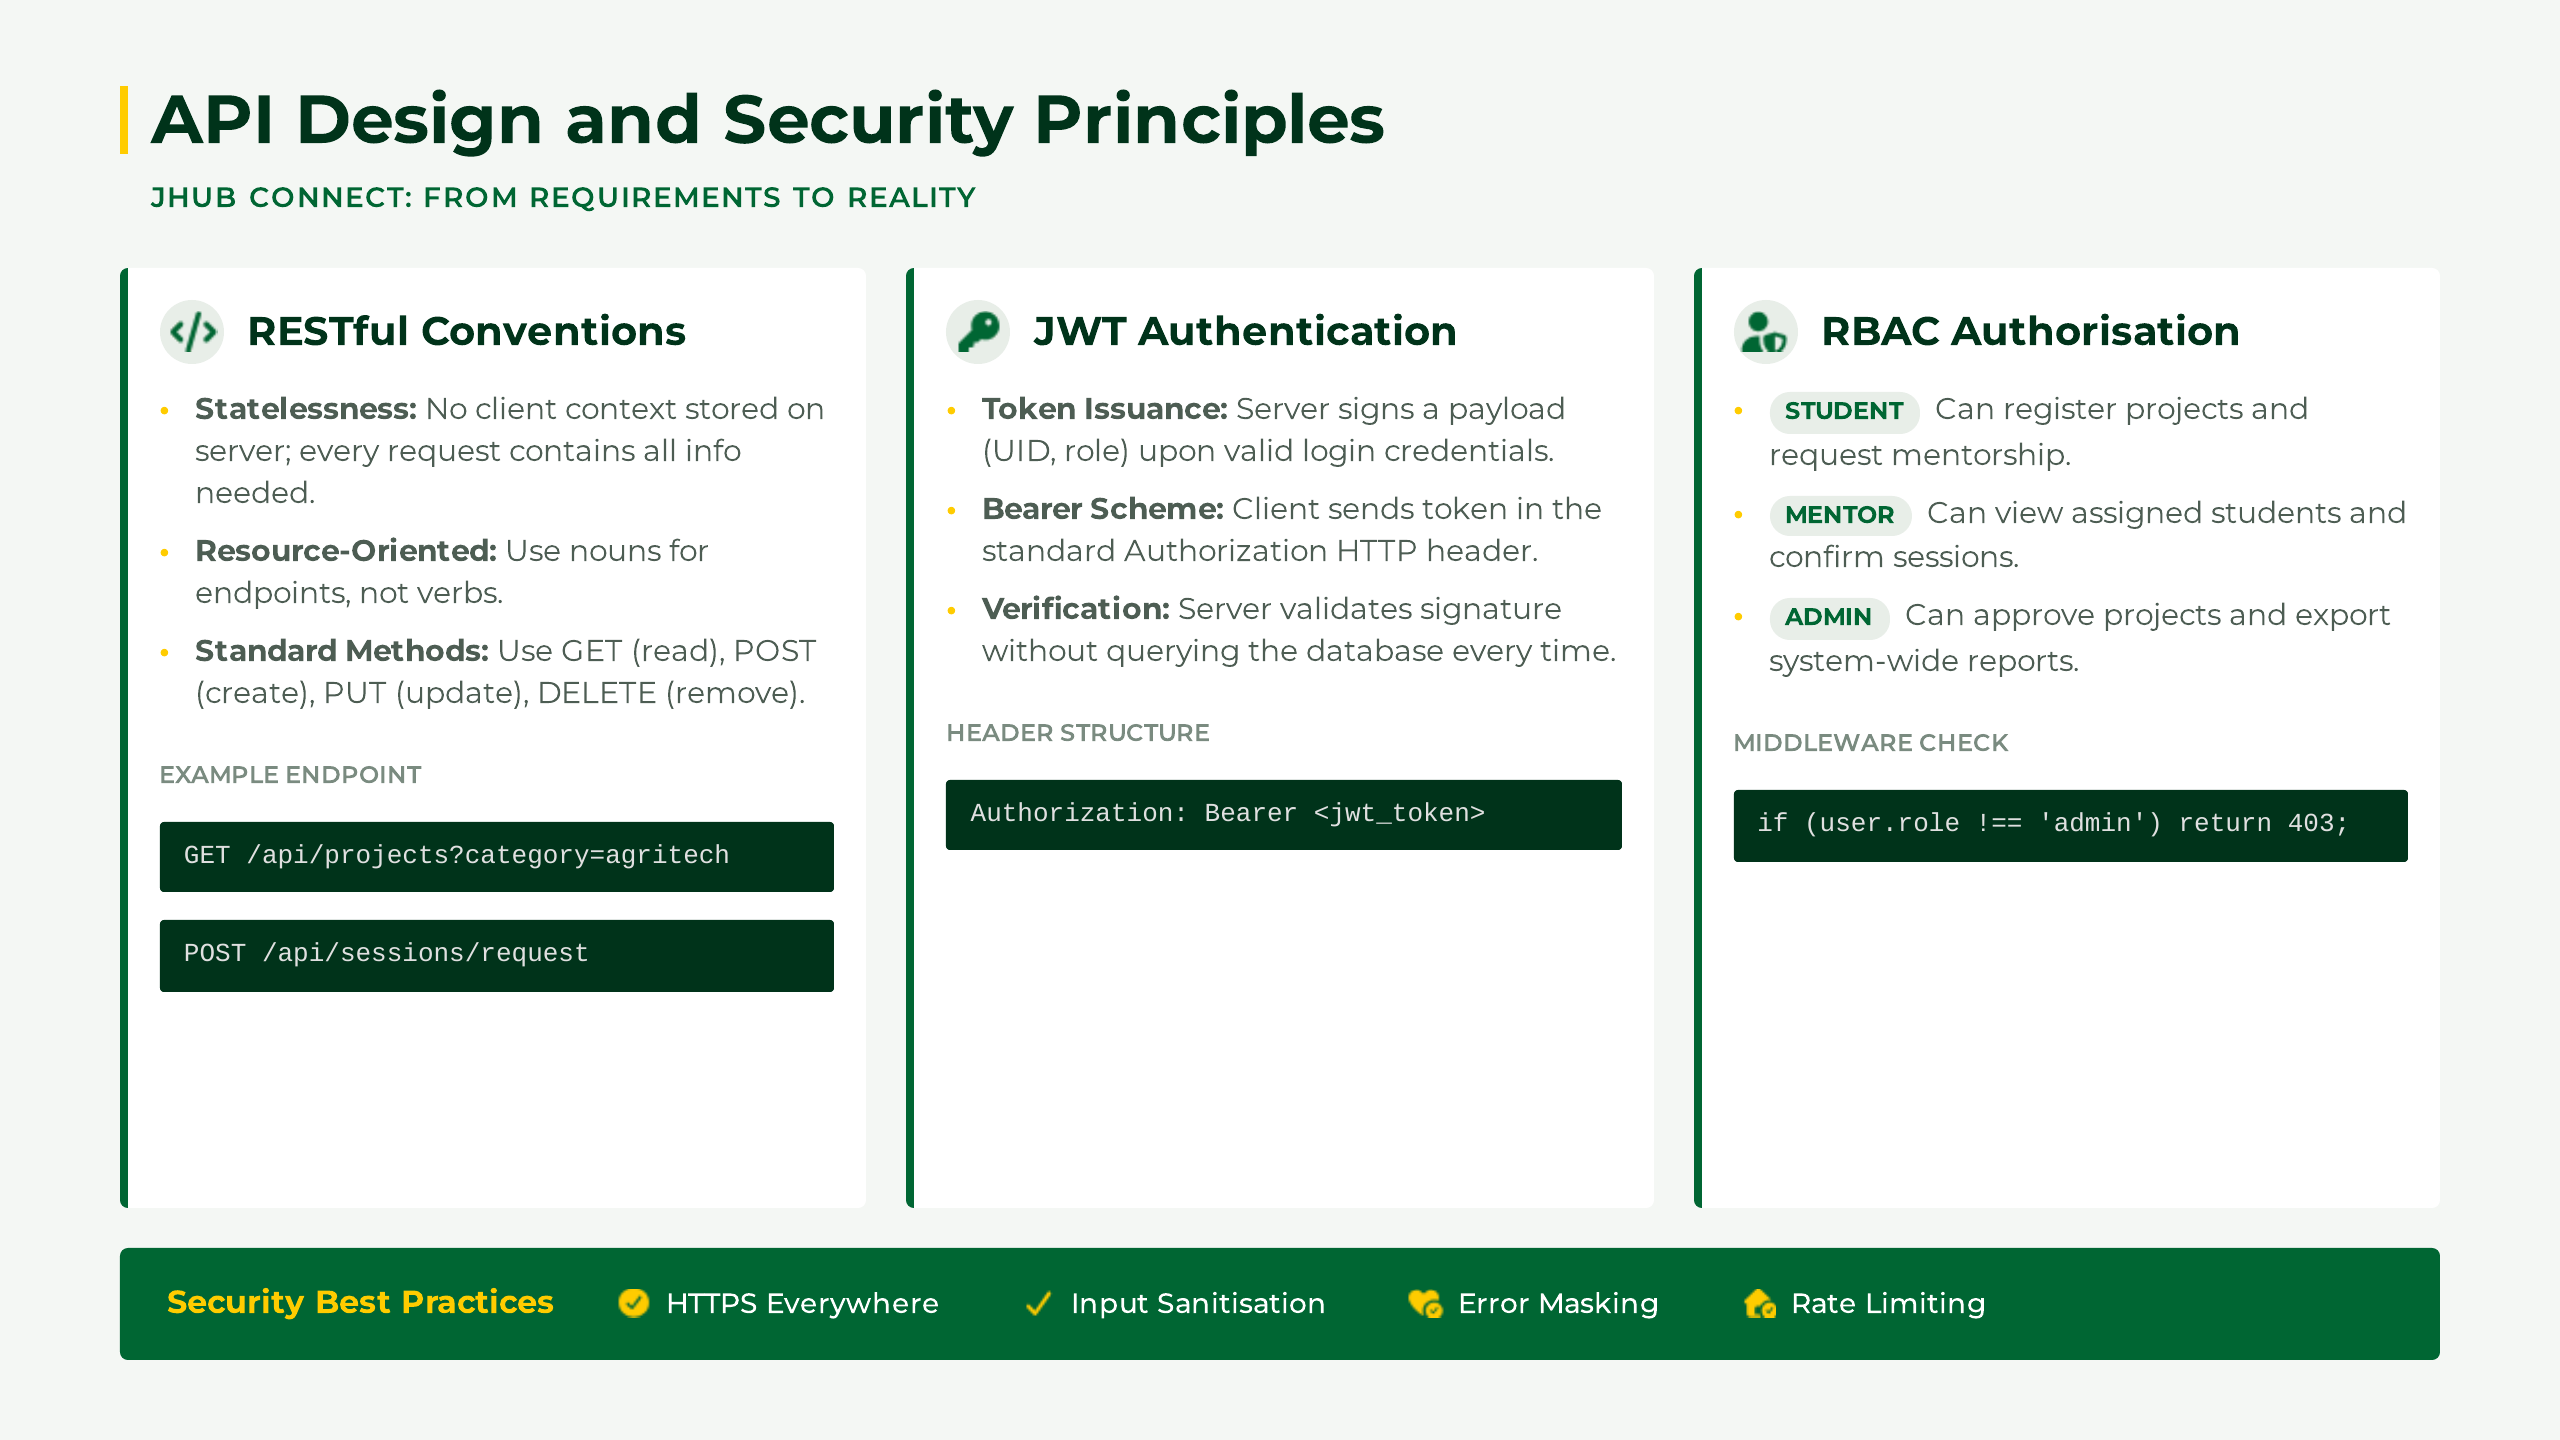 API Design and Security Principles
JHUB CONNECT: FROM REQUIREMENTS TO REALITY
RESTful Conventions
• Statelessness: No client context stored on
server; every request contains all info
needed.
• Resource-Oriented: Use nouns for
endpoints, not verbs.
• Standard Methods: Use GET (read), POST
(create), PUT (update), DELETE (remove).
EXAMPLE ENDPOINT
GET /api/projects?category=agritech
POST /api/sessions/request
JWT Authentication
• Token Issuance: Server signs a payload
(UID, role) upon valid login credentials.
• Bearer Scheme: Client sends token in the
standard Authorization HTTP header.
• Verification: Server validates signature
without querying the database every time.
HEADER STRUCTURE
Authorization: Bearer <jwt_token>
RBAC Authorisation
• STUDENT Can register projects and
request mentorship.
• MENTOR Can view assigned students and
confirm sessions.
• ADMIN Can approve projects and export
system-wide reports.
MIDDLEWARE CHECK
if (user.role !== 'admin') return 403;
Security Best Practices HTTPS Everywhere Input Sanitisation Error Masking Rate Limiting